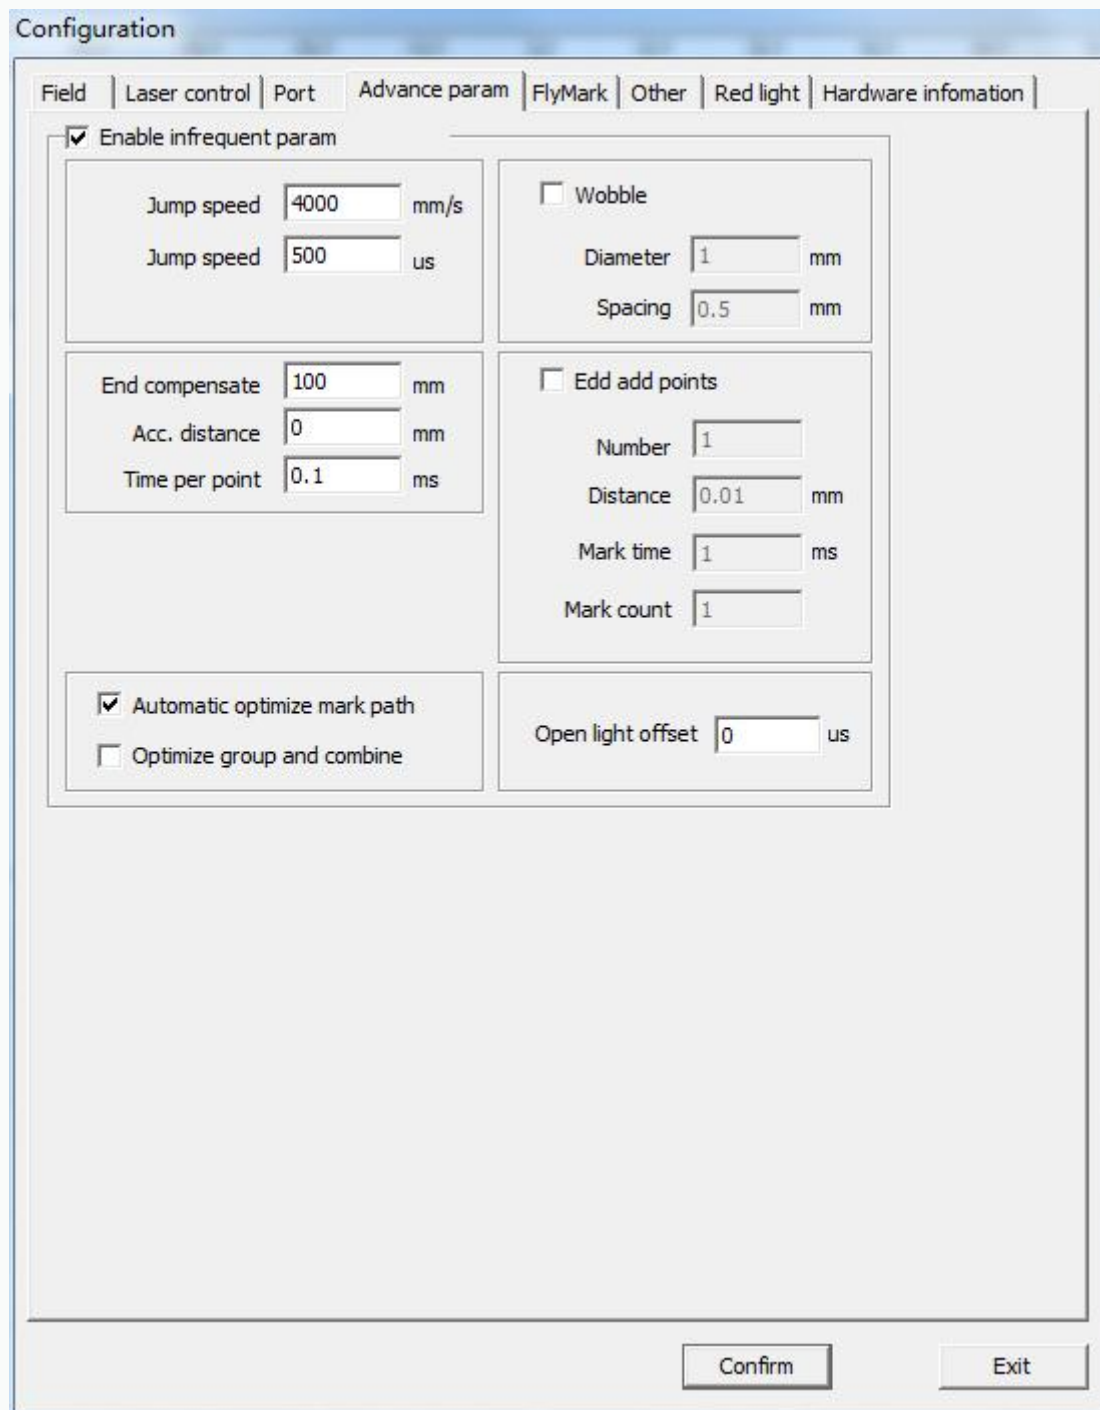 Configuration
Field Laser control Port Advance param FlyMark Other Red light Hardware infomation
Enable infrequent param
Jump speed 4000 mm/s
Jump speed 500 us
Wobble
Diameter 1 mm
Spacing 0.5 mm
End compensate 100 mm
Acc. distance 0 mm
Time per point 0.1 ms
Edd add points
Number 1
Distance 0.01 mm
Mark time 1 ms
Mark count 1
Automatic optimize mark path
Optimize group and combine
Open light offset 0 us
Confirm Exit